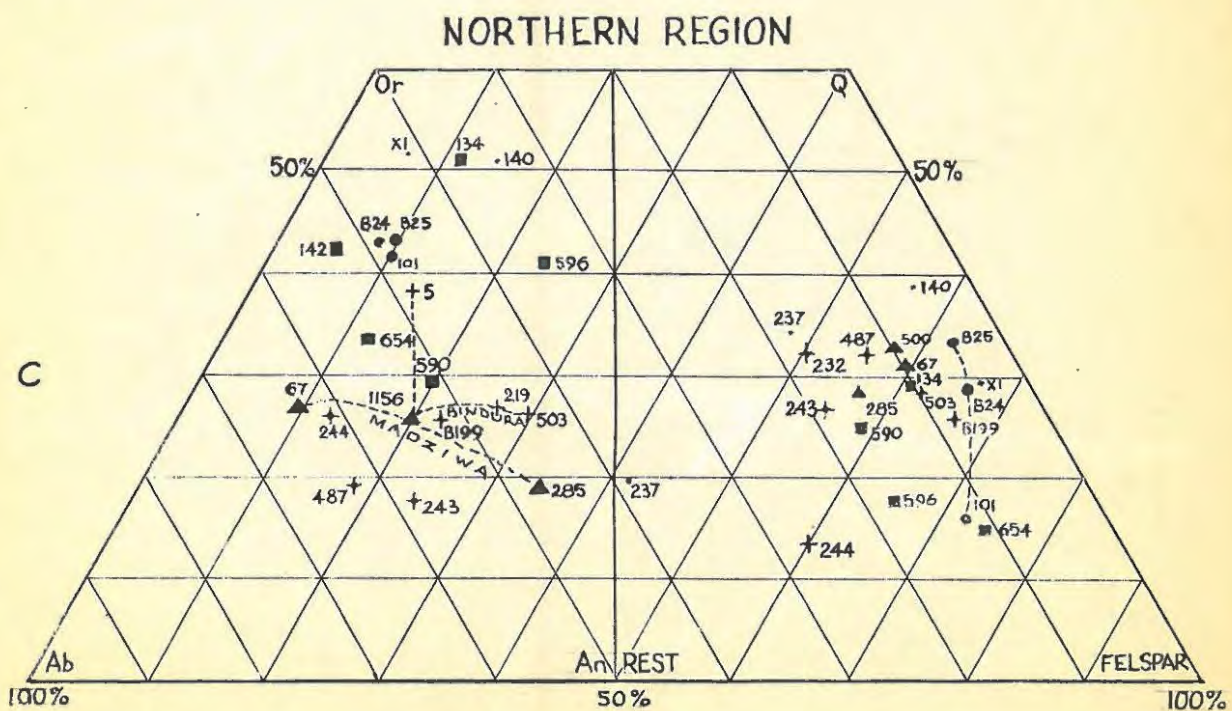 NORTHERN REGION
Or Q
X1 134 140
50% 50%
B24 B25
142 101 596
5 140
654 237 487 500 B25
232 67
C 590 134 X1
67 1156 219 243 285 503 B24
244 BINDURA 503 590 B199
B199
MADZIWA
487 243 285 237 596 101
654
244
Ab An REST FELSPAR
100% 50% 100%